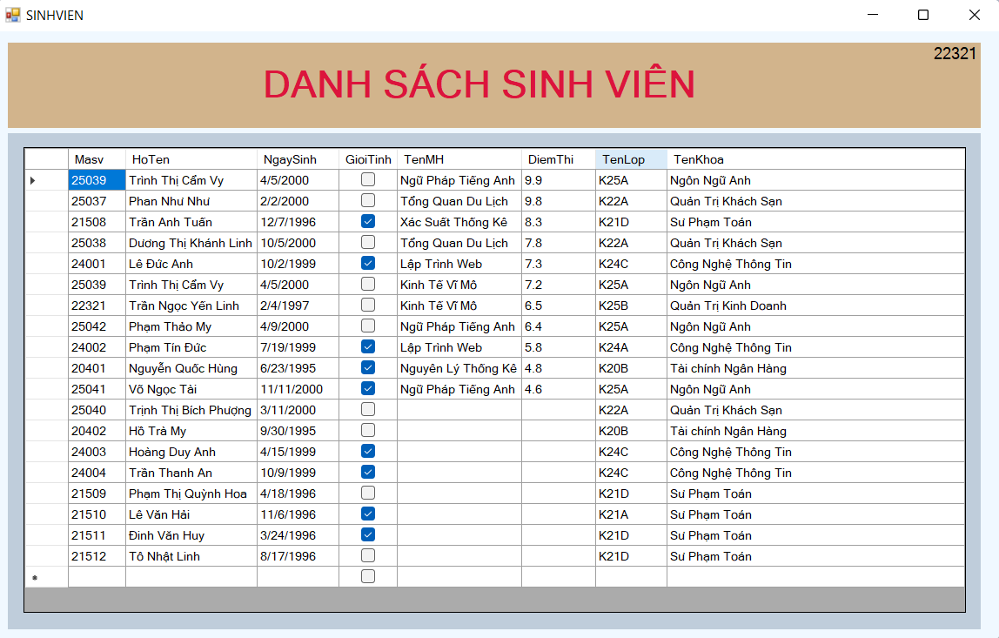 SINHVIEN
22321
DANH SÁCH SINH VIÊN
Masv HoTen NgaySinh GioiTinh TenMH DiemThi TenLop TenKhoa
25039 Trình Thị Cẩm Vy 4/5/2000 Ngữ Pháp Tiếng Anh 9.9 K25A Ngôn Ngữ Anh
25037 Phan Như Như 2/2/2000 Tổng Quan Du Lịch 9.8 K22A Quản Trị Khách Sạn
21508 Trần Anh Tuấn 12/7/1996 Xác Suất Thống Kê 8.3 K21D Sư Phạm Toán
25038 Dương Thị Khánh Linh 10/5/2000 Tổng Quan Du Lịch 7.8 K22A Quản Trị Khách Sạn
24001 Lê Đức Anh 10/2/1999 Lập Trình Web 7.3 K24C Công Nghệ Thông Tin
25039 Trình Thị Cẩm Vy 4/5/2000 Kinh Tế Vĩ Mô 7.2 K25A Ngôn Ngữ Anh
22321 Trần Ngọc Yến Linh 2/4/1997 Kinh Tế Vĩ Mô 6.5 K25B Quản Trị Kinh Doanh
25042 Phạm Thảo My 4/9/2000 Ngữ Pháp Tiếng Anh 6.4 K25A Ngôn Ngữ Anh
24002 Phạm Tín Đức 7/19/1999 Lập Trình Web 5.8 K24A Công Nghệ Thông Tin
20401 Nguyễn Quốc Hùng 6/23/1995 Nguyên Lý Thống Kê 4.8 K20B Tài chính Ngân Hàng
25041 Võ Ngọc Tài 11/11/2000 Ngữ Pháp Tiếng Anh 4.6 K25A Ngôn Ngữ Anh
25040 Trịnh Thị Bích Phượng 3/11/2000 K22A Quản Trị Khách Sạn
20402 Hồ Trà My 9/30/1995 K20B Tài chính Ngân Hàng
24003 Hoàng Duy Anh 4/15/1999 K24C Công Nghệ Thông Tin
24004 Trần Thanh An 10/9/1999 K24C Công Nghệ Thông Tin
21509 Phạm Thị Quỳnh Hoa 4/18/1996 K21D Sư Phạm Toán
21510 Lê Văn Hải 11/6/1996 K21A Sư Phạm Toán
21511 Đinh Văn Huy 3/24/1996 K21D Sư Phạm Toán
21512 Tô Nhật Linh 8/17/1996 K21D Sư Phạm Toán